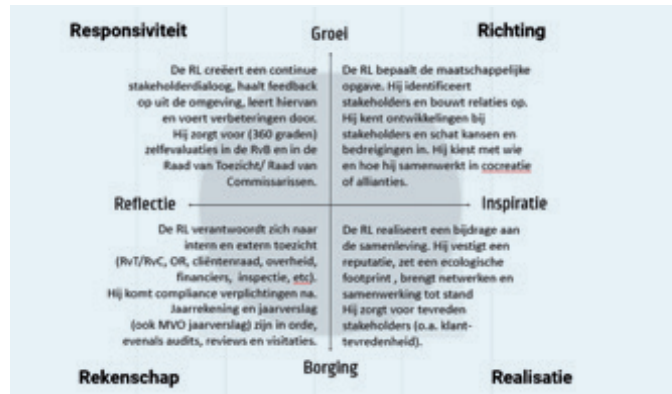 Responsiviteit
Groei
Richting
De RL creëert een continue
stakeholderdialoog, haalt feedback
op uit de omgeving, leert hiervan
en voert verbeteringen door.
Hij zorgt voor (360 graden)
zelfevaluaties in de RvB en in de
Raad van Toezicht/ Raad van
Commissarissen.
De RL bepaalt de maatschappelijke
opgave. Hij identificeert
stakeholders en bouwt relaties op.
Hij kent ontwikkelingen bij
stakeholders en schat kansen en
bedreigingen in. Hij kiest met wie
en hoe hij samenwerkt in cocreatie
of allianties.
Reflectie
Inspiratie
De RL verantwoordt zich naar
intern en extern toezicht
(RvT/RvC, OR, cliëntenraad, overheid,
financiers, inspectie, etc).
Hij komt compliance verplichtingen na.
Jaarrekening en jaarverslag
(ook MVO jaarverslag) zijn in orde,
evenals audits, reviews en visitaties.
De RL realiseert een bijdrage aan
de samenleving. Hij vestigt een
reputatie, zet een ecologische
footprint , brengt netwerken en
samenwerking tot stand
Hij zorgt voor tevreden
stakeholders (o.a. klant-
tevredenheid).
Borging
Rekenschap
Realisatie